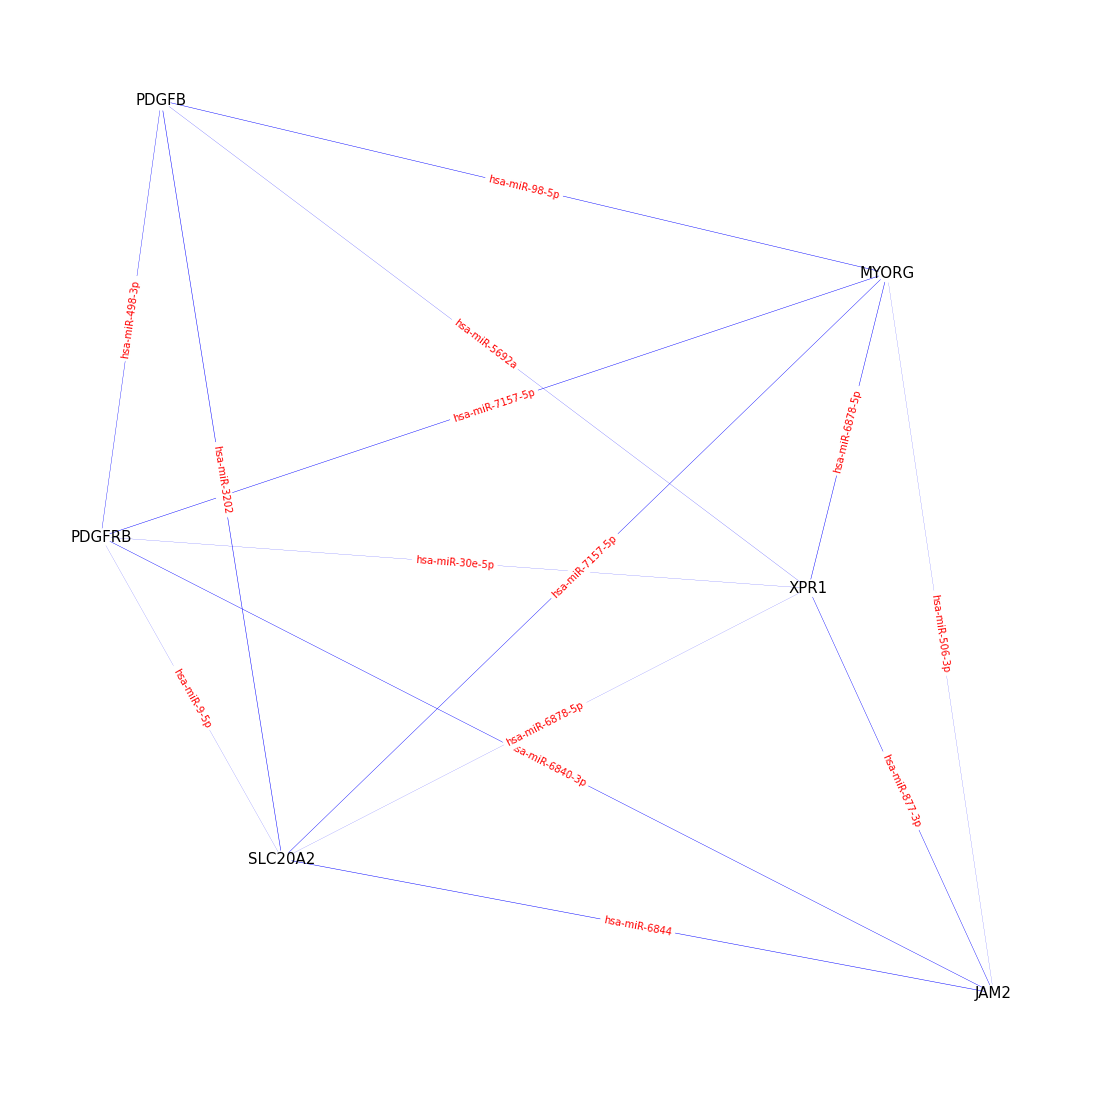 PDGFB
hsa-miR-98-5p
MYORG
hsa-miR-498-3p
hsa-miR-5692a
hsa-miR-7157-5p
hsa-miR-6878-5p
hsa-miR-3202
PDGFRB
hsa-miR-30e-5p
hsa-miR-7157-5p
XPR1
hsa-miR-506-3p
hsa-miR-9-5p
hsa-miR-6878-5p
hsa-miR-6840-3p
hsa-miR-877-3p
SLC20A2
hsa-miR-6844
JAM2